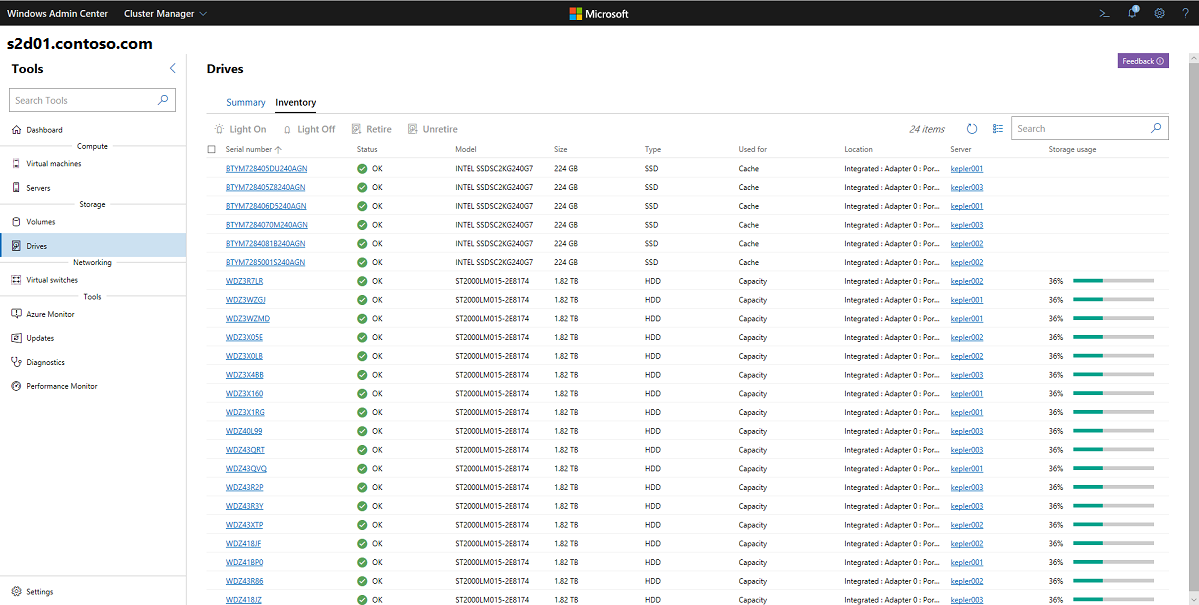 Windows Admin Center Cluster Manager Microsoft
s2d01.contoso.com
Tools
Search Tools
Dashboard
Compute
Virtual machines
Servers
Storage
Volumes
Drives
Networking
Virtual switches
Tools
Azure Monitor
Updates
Diagnostics
Performance Monitor
Settings
Drives
Feedback
Summary Inventory
Light On Light Off Retire Unretire 24 items Search
Serial number Status Model Size Type Used for Location Server Storage usage
BTYM728405DU240AGN OK INTEL SSDSC2KG240G7 224 GB SSD Cache Integrated : Adapter 0 : Por... kepler001
BTYM728405Z8240AGN OK INTEL SSDSC2KG240G7 224 GB SSD Cache Integrated : Adapter 0 : Por... kepler003
BTYM728406D5240AGN OK INTEL SSDSC2KG240G7 224 GB SSD Cache Integrated : Adapter 0 : Por... kepler001
BTYM7284070M240AGN OK INTEL SSDSC2KG240G7 224 GB SSD Cache Integrated : Adapter 0 : Por... kepler003
BTYM7284081B240AGN OK INTEL SSDSC2KG240G7 224 GB SSD Cache Integrated : Adapter 0 : Por... kepler002
BTYM7285001S240AGN OK INTEL SSDSC2KG240G7 224 GB SSD Cache Integrated : Adapter 0 : Por... kepler002
WDZ3R7LR OK ST2000LM015-2E8174 1.82 TB HDD Capacity Integrated : Adapter 0 : Por... kepler002 36%
WDZ3WZGJ OK ST2000LM015-2E8174 1.82 TB HDD Capacity Integrated : Adapter 0 : Por... kepler001 36%
WDZ3WZMD OK ST2000LM015-2E8174 1.82 TB HDD Capacity Integrated : Adapter 0 : Por... kepler001 36%
WDZ3X05E OK ST2000LM015-2E8174 1.82 TB HDD Capacity Integrated : Adapter 0 : Por... kepler002 36%
WDZ3X0LB OK ST2000LM015-2E8174 1.82 TB HDD Capacity Integrated : Adapter 0 : Por... kepler002 36%
WDZ3X4BB OK ST2000LM015-2E8174 1.82 TB HDD Capacity Integrated : Adapter 0 : Por... kepler003 36%
WDZ3X160 OK ST2000LM015-2E8174 1.82 TB HDD Capacity Integrated : Adapter 0 : Por... kepler001 36%
WDZ3X1RG OK ST2000LM015-2E8174 1.82 TB HDD Capacity Integrated : Adapter 0 : Por... kepler001 36%
WDZ40L99 OK ST2000LM015-2E8174 1.82 TB HDD Capacity Integrated : Adapter 0 : Por... kepler003 36%
WDZ43QRT OK ST2000LM015-2E8174 1.82 TB HDD Capacity Integrated : Adapter 0 : Por... kepler003 36%
WDZ43QVQ OK ST2000LM015-2E8174 1.82 TB HDD Capacity Integrated : Adapter 0 : Por... kepler001 36%
WDZ43R2P OK ST2000LM015-2E8174 1.82 TB HDD Capacity Integrated : Adapter 0 : Por... kepler003 36%
WDZ43R3Y OK ST2000LM015-2E8174 1.82 TB HDD Capacity Integrated : Adapter 0 : Por... kepler003 36%
WDZ43XTP OK ST2000LM015-2E8174 1.82 TB HDD Capacity Integrated : Adapter 0 : Por... kepler002 36%
WDZ418JF OK ST2000LM015-2E8174 1.82 TB HDD Capacity Integrated : Adapter 0 : Por... kepler002 36%
WDZ418P0 OK ST2000LM015-2E8174 1.82 TB HDD Capacity Integrated : Adapter 0 : Por... kepler001 36%
WDZ43R86 OK ST2000LM015-2E8174 1.82 TB HDD Capacity Integrated : Adapter 0 : Por... kepler002 36%
WDZ418JZ OK ST2000LM015-2E8174 1.82 TB HDD Capacity Integrated : Adapter 0 : Por... kepler003 36%